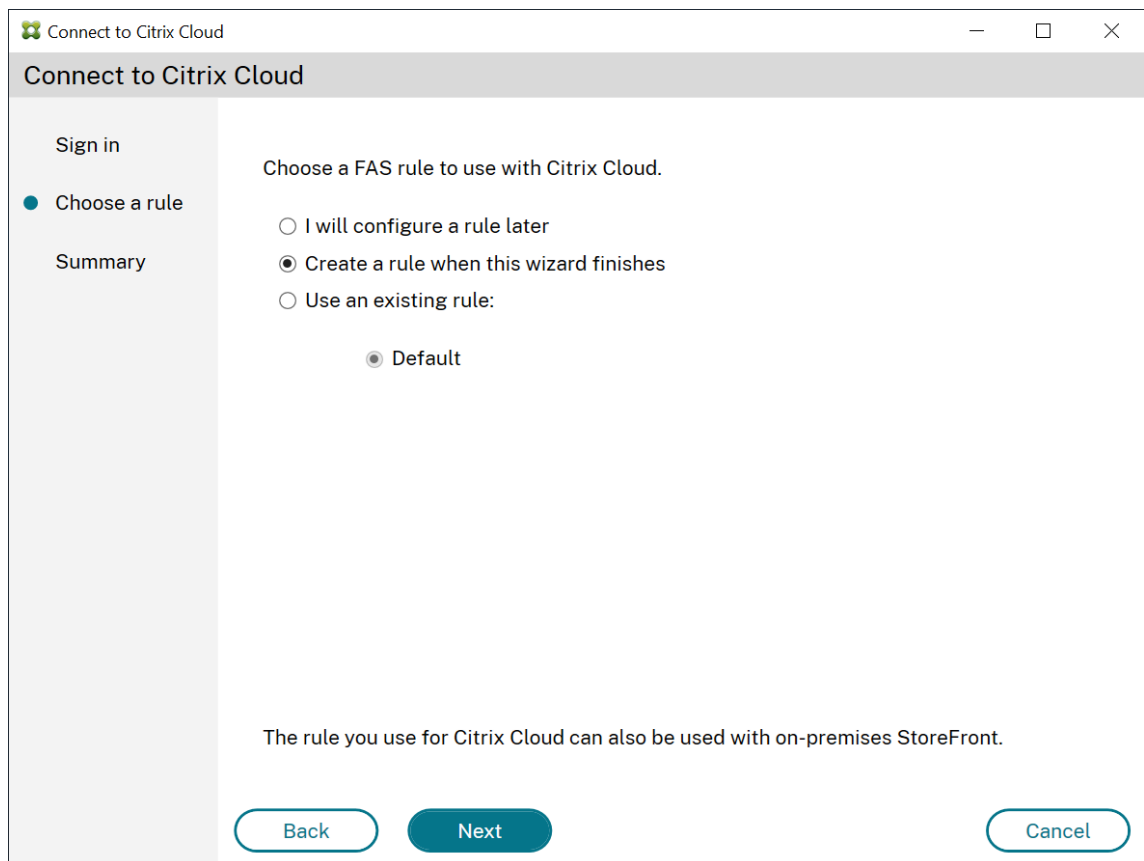 Connect to Citrix Cloud
Connect to Citrix Cloud
Sign in
Choose a rule
Summary
Choose a FAS rule to use with Citrix Cloud.
I will configure a rule later
Create a rule when this wizard finishes
Use an existing rule:
Default
The rule you use for Citrix Cloud can also be used with on-premises StoreFront.
Back
Next
Cancel